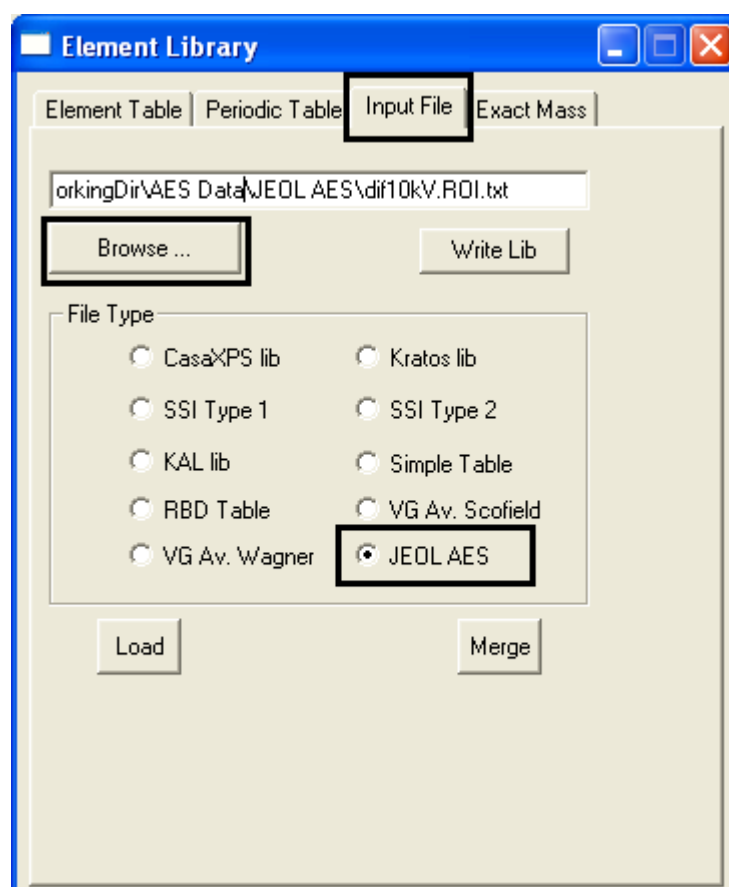 Element Library
Element Table Periodic Table Input File Exact Mass
orkingDir\AES Data\JEOL AES\dif10kV.ROI.txt
Browse ... Write Lib
File Type
CasaXPS lib Kratos lib
SSI Type 1 SSI Type 2
KAL lib Simple Table
RBD Table VG Av. Scofield
VG Av. Wagner JEOL AES
Load Merge